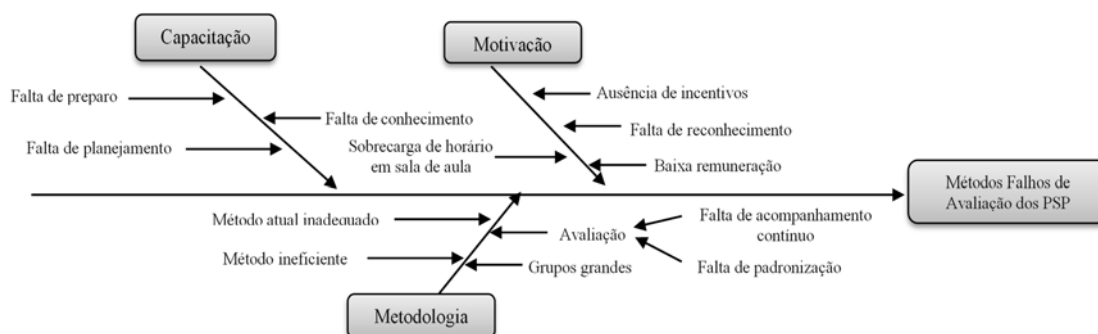 Capacitação
Motivação
Falta de preparo
Ausência de incentivos
Falta de conhecimento
Falta de reconhecimento
Falta de planejamento
Sobrecarga de horário
em sala de aula
Baixa remuneração
Métodos Falhos de
Avaliação dos PSP
Método atual inadequado
Avaliação
Falta de acompanhamento
contínuo
Método ineficiente
Grupos grandes
Falta de padronização
Metodologia